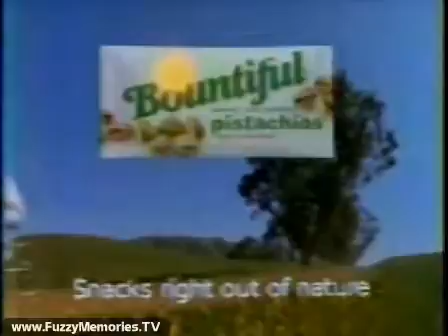 Bountiful
pistachios
Snacks right out of nature
www.FuzzyMemories.TV